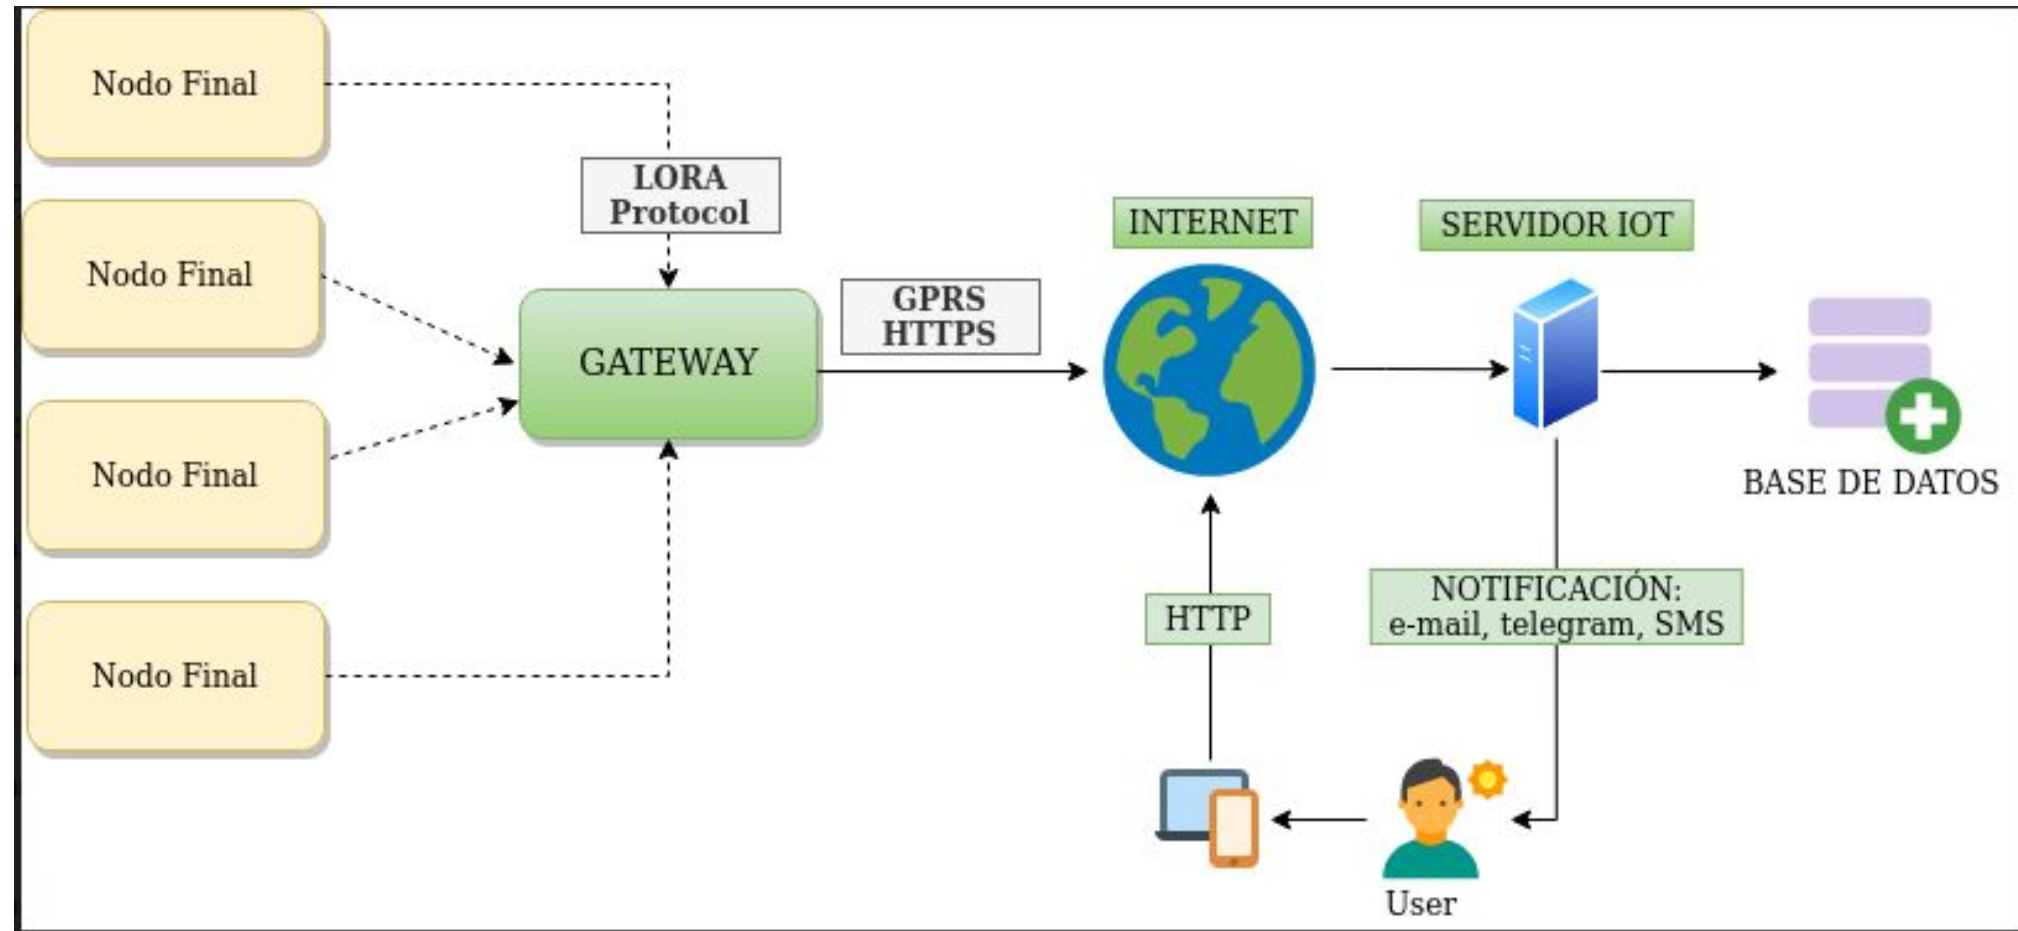 Nodo Final
LORA
Protocol
Nodo Final
INTERNET
SERVIDOR IOT
GPRS
HTTPS
GATEWAY
Nodo Final
BASE DE DATOS
HTTP
NOTIFICACIÓN:
e-mail, telegram, SMS
Nodo Final
User